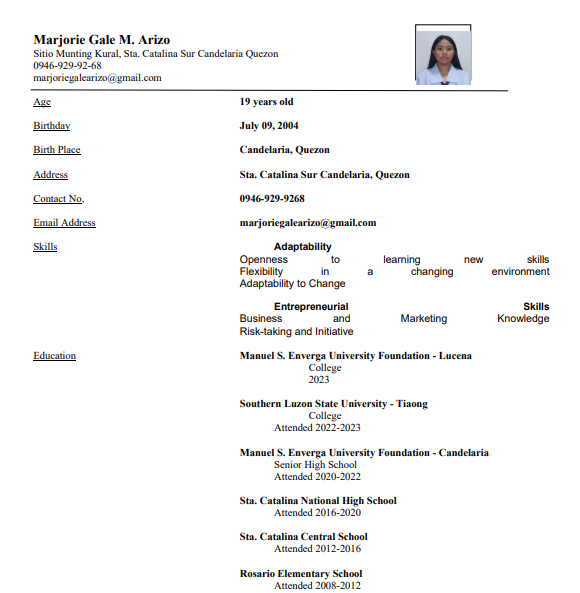 Marjorie Gale M. Arizo
Sitio Munting Kural, Sta. Catalina Sur Candelaria Quezon
0946-929-92-68
marjoriegalearizo@gmail.com
Age 19 years old
Birthday July 09, 2004
Birth Place Candelaria, Quezon
Address Sta. Catalina Sur Candelaria, Quezon
Contact No, 0946-929-9268
Email Address marjoriegalearizo@gmail.com
Skills Adaptability
Openness to learning new skills
Flexibility in a changing environment
Adaptability to Change
Entrepreneurial Skills
Business and Marketing Knowledge
Risk-taking and Initiative
Education Manuel S. Enverga University Foundation - Lucena
College
2023
Southern Luzon State University - Tiaong
College
Attended 2022-2023
Manuel S. Enverga University Foundation - Candelaria
Senior High School
Attended 2020-2022
Sta. Catalina National High School
Attended 2016-2020
Sta. Catalina Central School
Attended 2012-2016
Rosario Elementary School
Attended 2008-2012